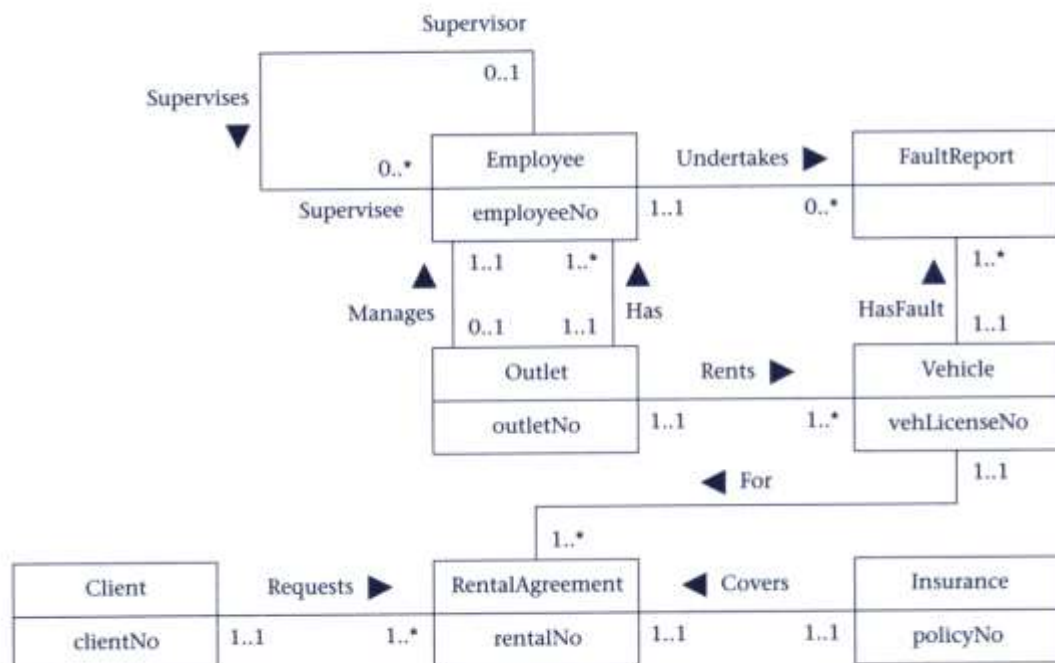 Supervisor
0..1
Supervises
Employee
Undertakes
FaultReport
0..*
Supervisee
employeeNo
1..1
0..*
1..1
1..*
1..*
Manages
Has
HasFault
0..1
1..1
1..1
Outlet
Rents
Vehicle
outletNo
1..1
1..*
vehLicenseNo
For
1..1
1..*
Client
Requests
RentalAgreement
Covers
Insurance
clientNo
1..1
1..*
rentalNo
1..1
1..1
policyNo